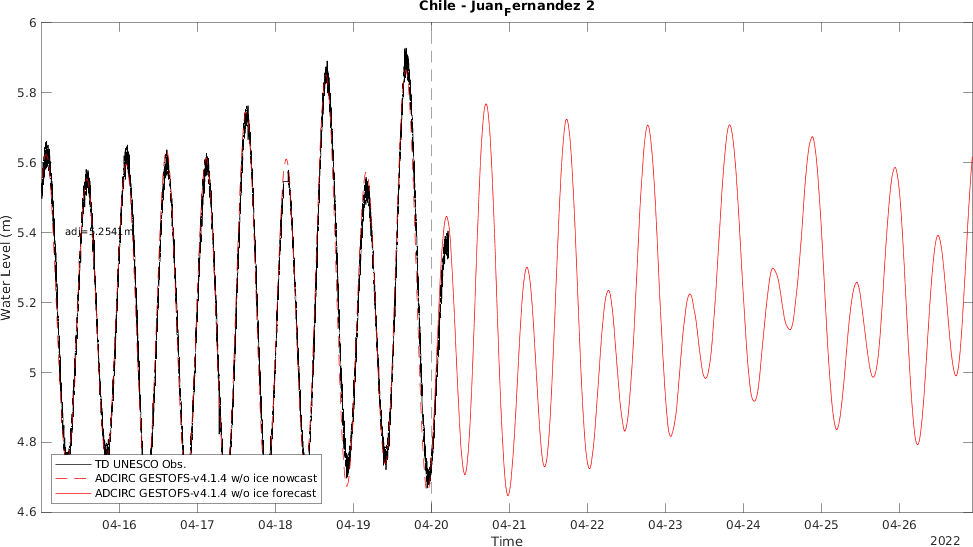 Chile - Juan_Fernandez 2
Water Level (m)
6
5.8
5.6
5.4
5.2
5
4.8
4.6
adj=5.2541m
TD UNESCO Obs.
ADCIRC GESTOFS-v4.1.4 w/o ice nowcast
ADCIRC GESTOFS-v4.1.4 w/o ice forecast
04-16 04-17 04-18 04-19 04-20 04-21 04-22 04-23 04-24 04-25 04-26
Time
2022